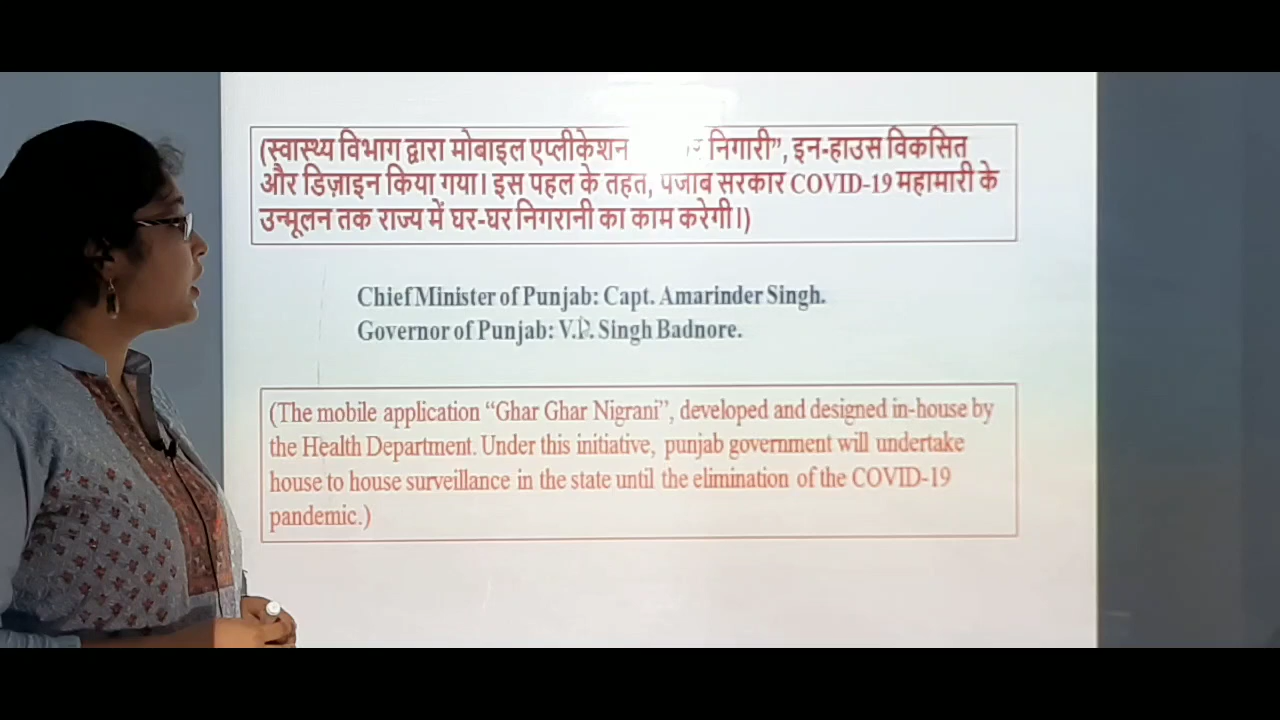 (स्वास्थ्य विभाग द्वारा मोबाइल एप्लीकेशन निगारी”, इन-हाउस विकसित
और डिज़ाइन किया गया। इस पहल के तहत, पजाब सरकार COVID-19 महामारी के
उन्मूलन तक राज्य में घर-घर निगरानी का काम करेगी।)
Chief Minister of Punjab: Capt. Amarinder Singh.
Governor of Punjab: V.P. Singh Badnore.
(The mobile application “Ghar Ghar Nigrani”, developed and designed in-house by
the Health Department. Under this initiative, punjab government will undertake
house to house surveillance in the state until the elimination of the COVID-19
pandemic.)